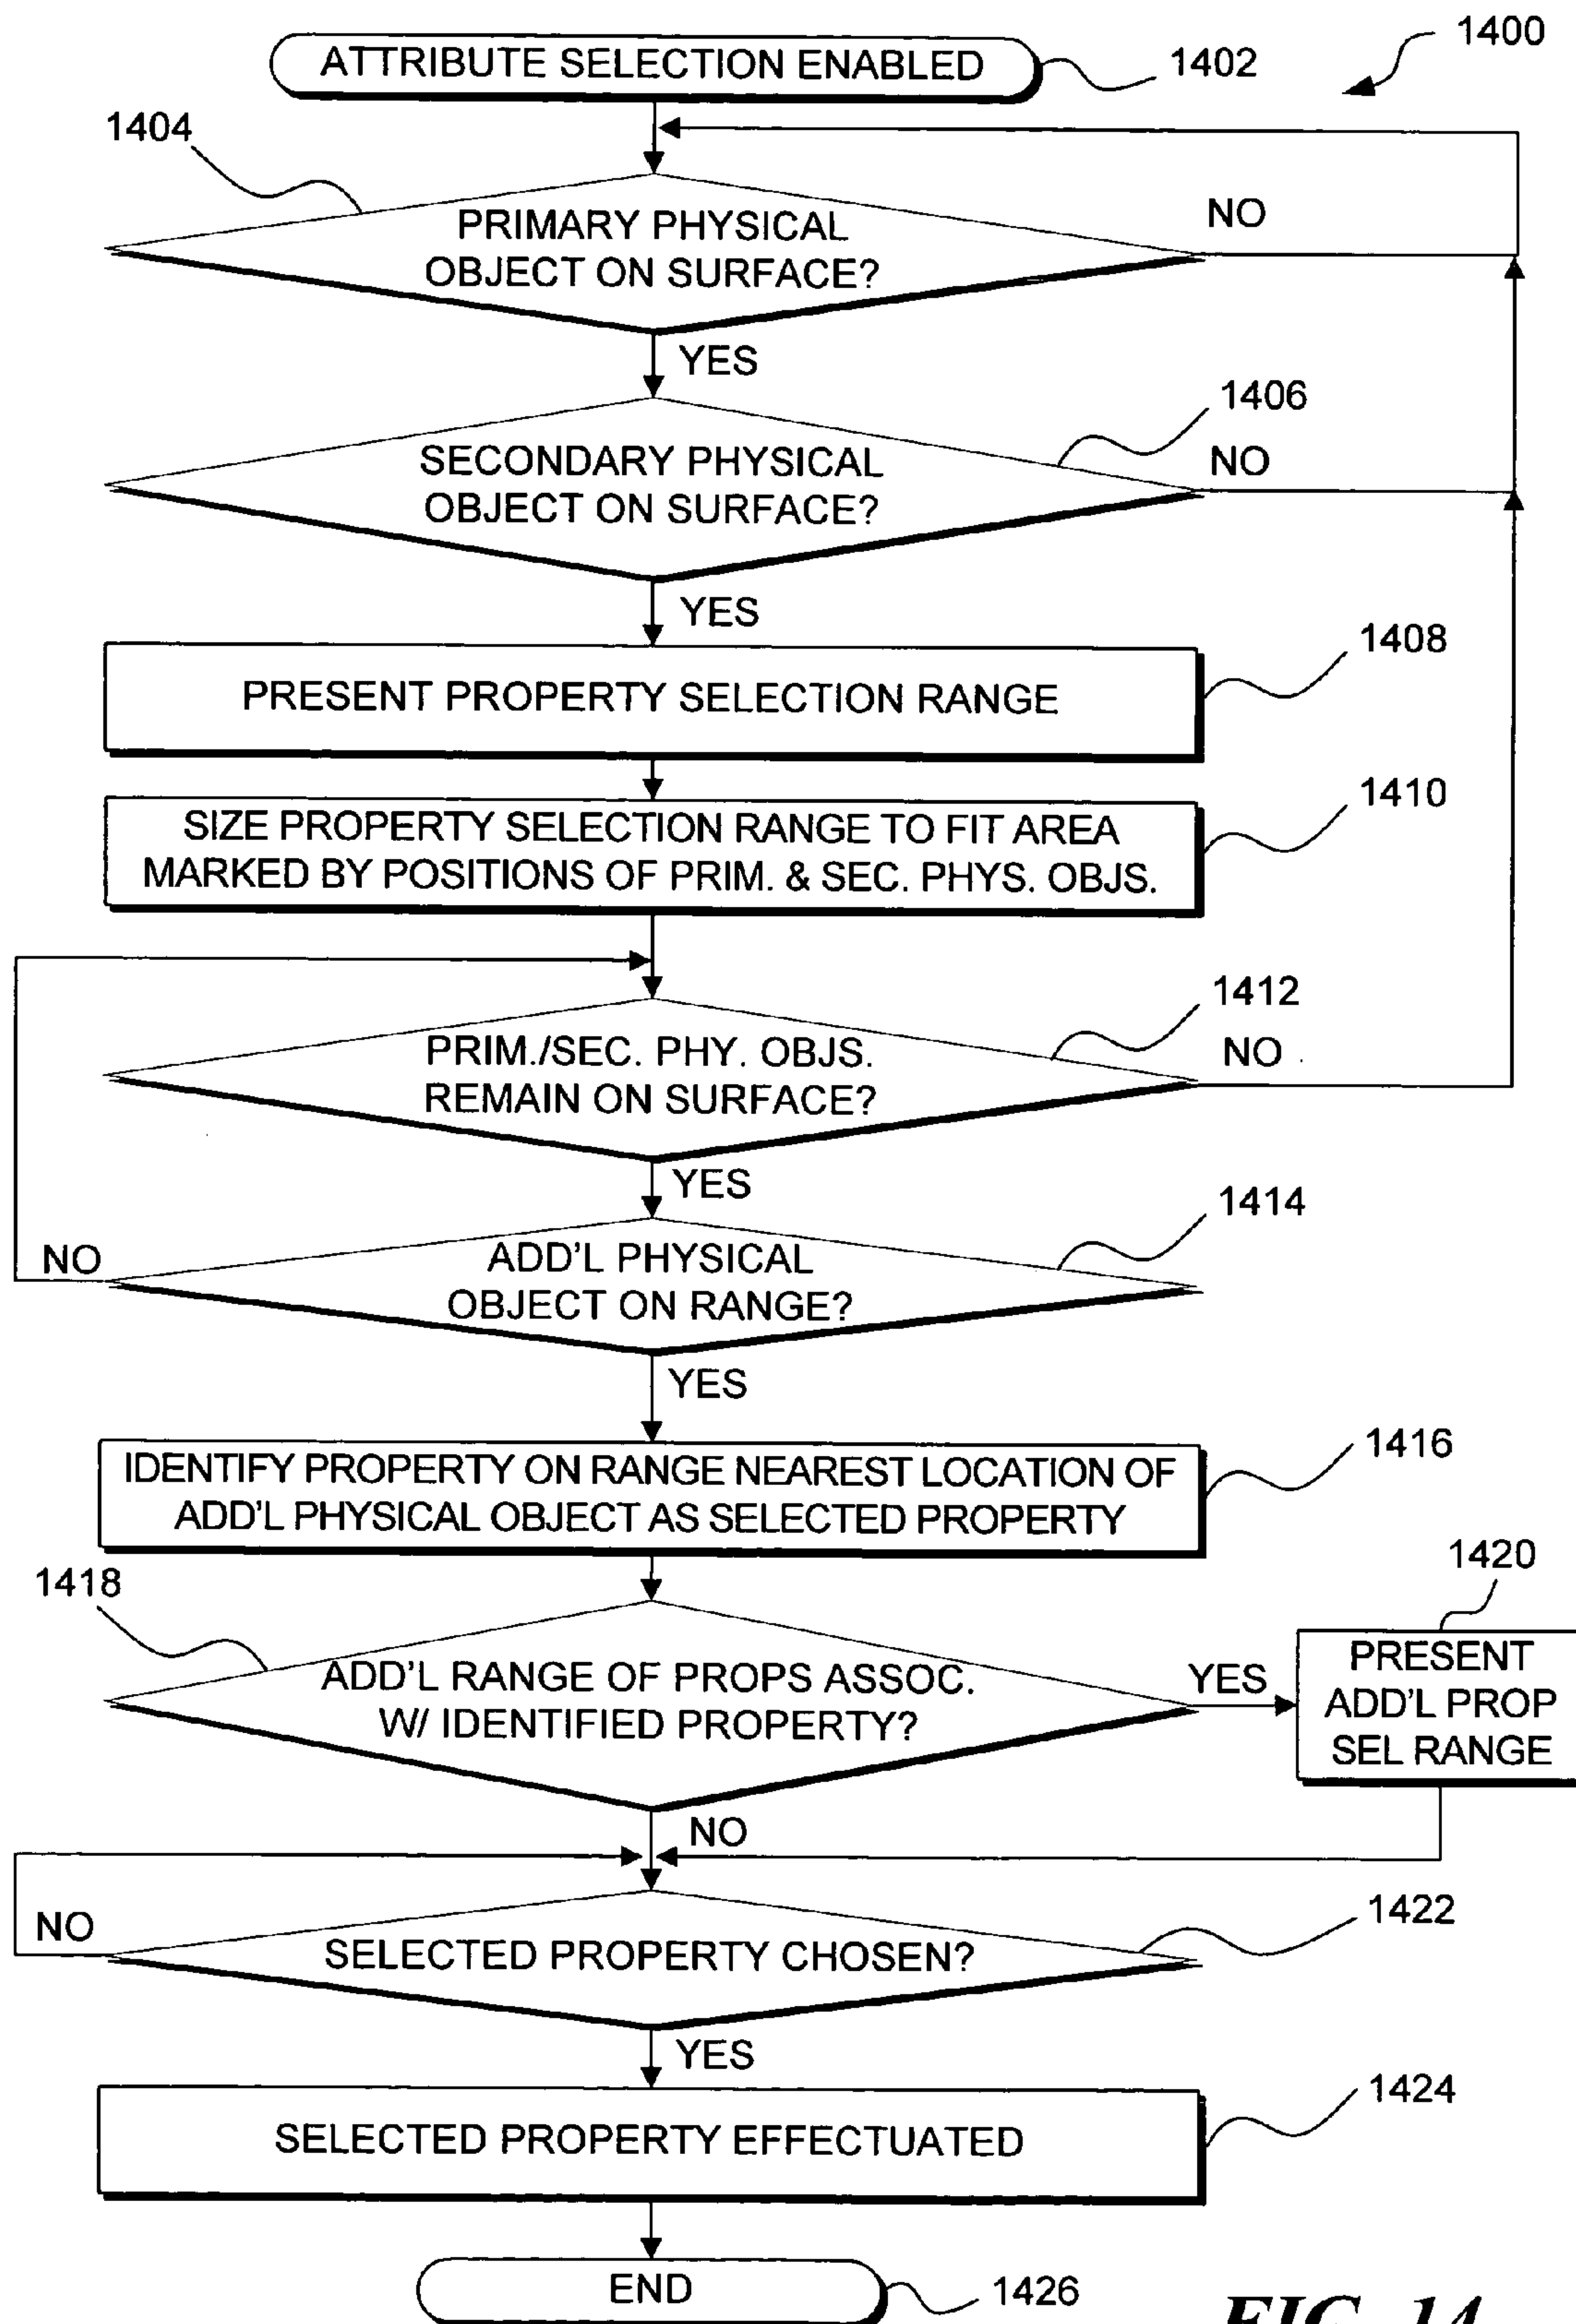 1400
ATTRIBUTE SELECTION ENABLED
1402
1404
PRIMARY PHYSICAL
OBJECT ON SURFACE?
NO
YES
1406
SECONDARY PHYSICAL
OBJECT ON SURFACE?
NO
YES
1408
PRESENT PROPERTY SELECTION RANGE
1410
SIZE PROPERTY SELECTION RANGE TO FIT AREA
MARKED BY POSITIONS OF PRIM. & SEC. PHYS. OBJS.
1412
PRIM./SEC. PHY. OBJS.
REMAIN ON SURFACE?
NO
YES
1414
NO
ADD'L PHYSICAL
OBJECT ON RANGE?
YES
1416
IDENTIFY PROPERTY ON RANGE NEAREST LOCATION OF
ADD'L PHYSICAL OBJECT AS SELECTED PROPERTY
1418
ADD'L RANGE OF PROPS ASSOC.
W/ IDENTIFIED PROPERTY?
YES
1420
PRESENT
ADD'L PROP
SEL RANGE
NO
1422
NO
SELECTED PROPERTY CHOSEN?
YES
1424
SELECTED PROPERTY EFFECTUATED
END
1426
FIG. 14